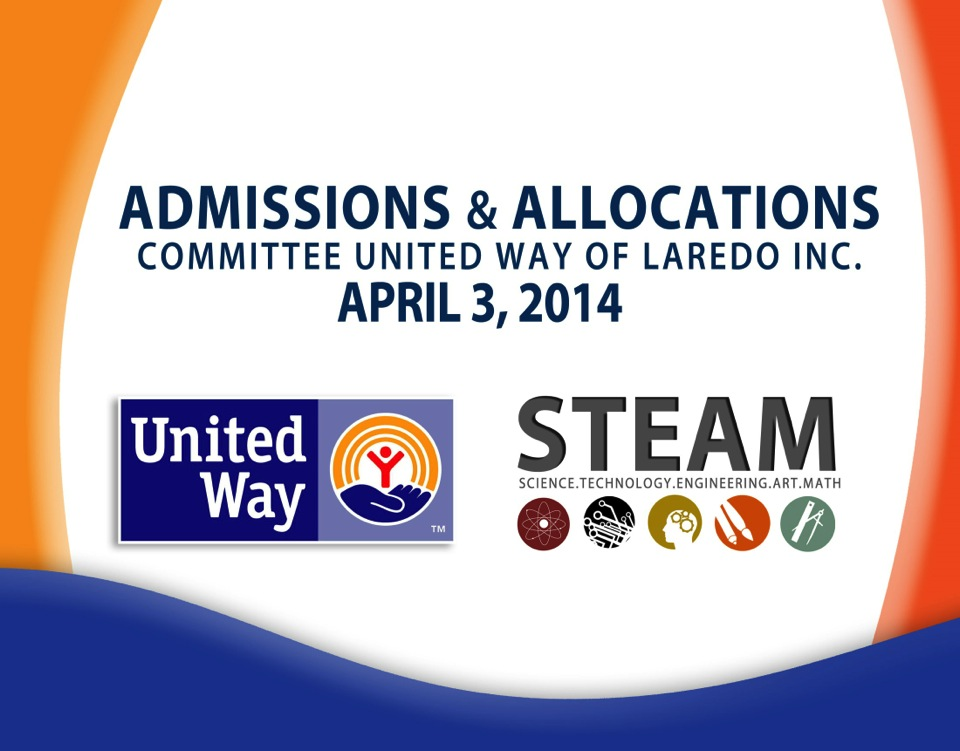 ADMISSIONS & ALLOCATIONS
COMMITTEE UNITED WAY OF LAREDO INC.
APRIL 3, 2014
United
Way
TM
STEAM
SCIENCE.TECHNOLOGY.ENGINEERING.ART.MATH